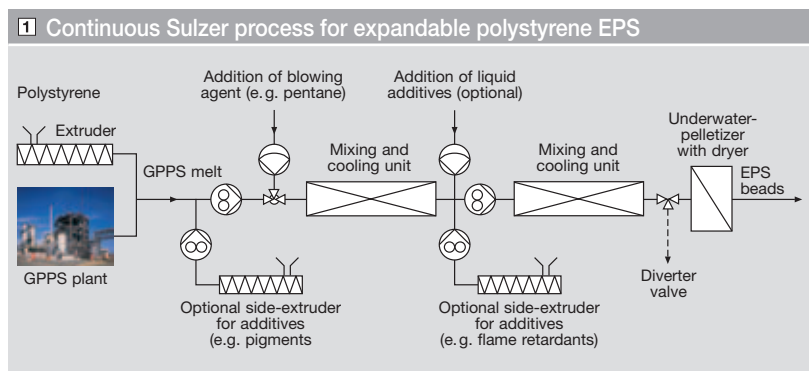 1 Continuous Sulzer process for expandable polystyrene EPS
Polystyrene
Extruder
GPPS melt
GPPS plant
Addition of blowing
agent (e.g. pentane)
Mixing and
cooling unit
Optional side-extruder
for additives
(e.g. pigments
Addition of liquid
additives (optional)
Mixing and
cooling unit
Optional side-extruder
for additives
(e.g. flame retardants)
Underwater-
pelletizer
with dryer
EPS
beads
Diverter
valve